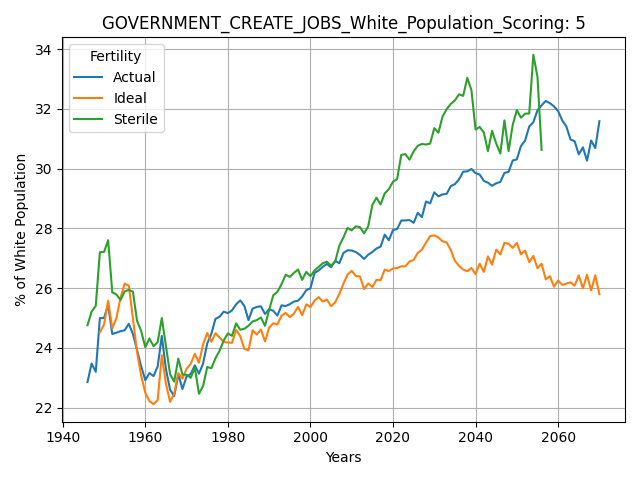 GOVERNMENT_CREATE_JOBS_White_Population_Scoring: 5
34
32
30
28
26
24
22
% of White Population
Fertility
Actual
Ideal
Sterile
1940 1960 1980 2000 2020 2040 2060
Years